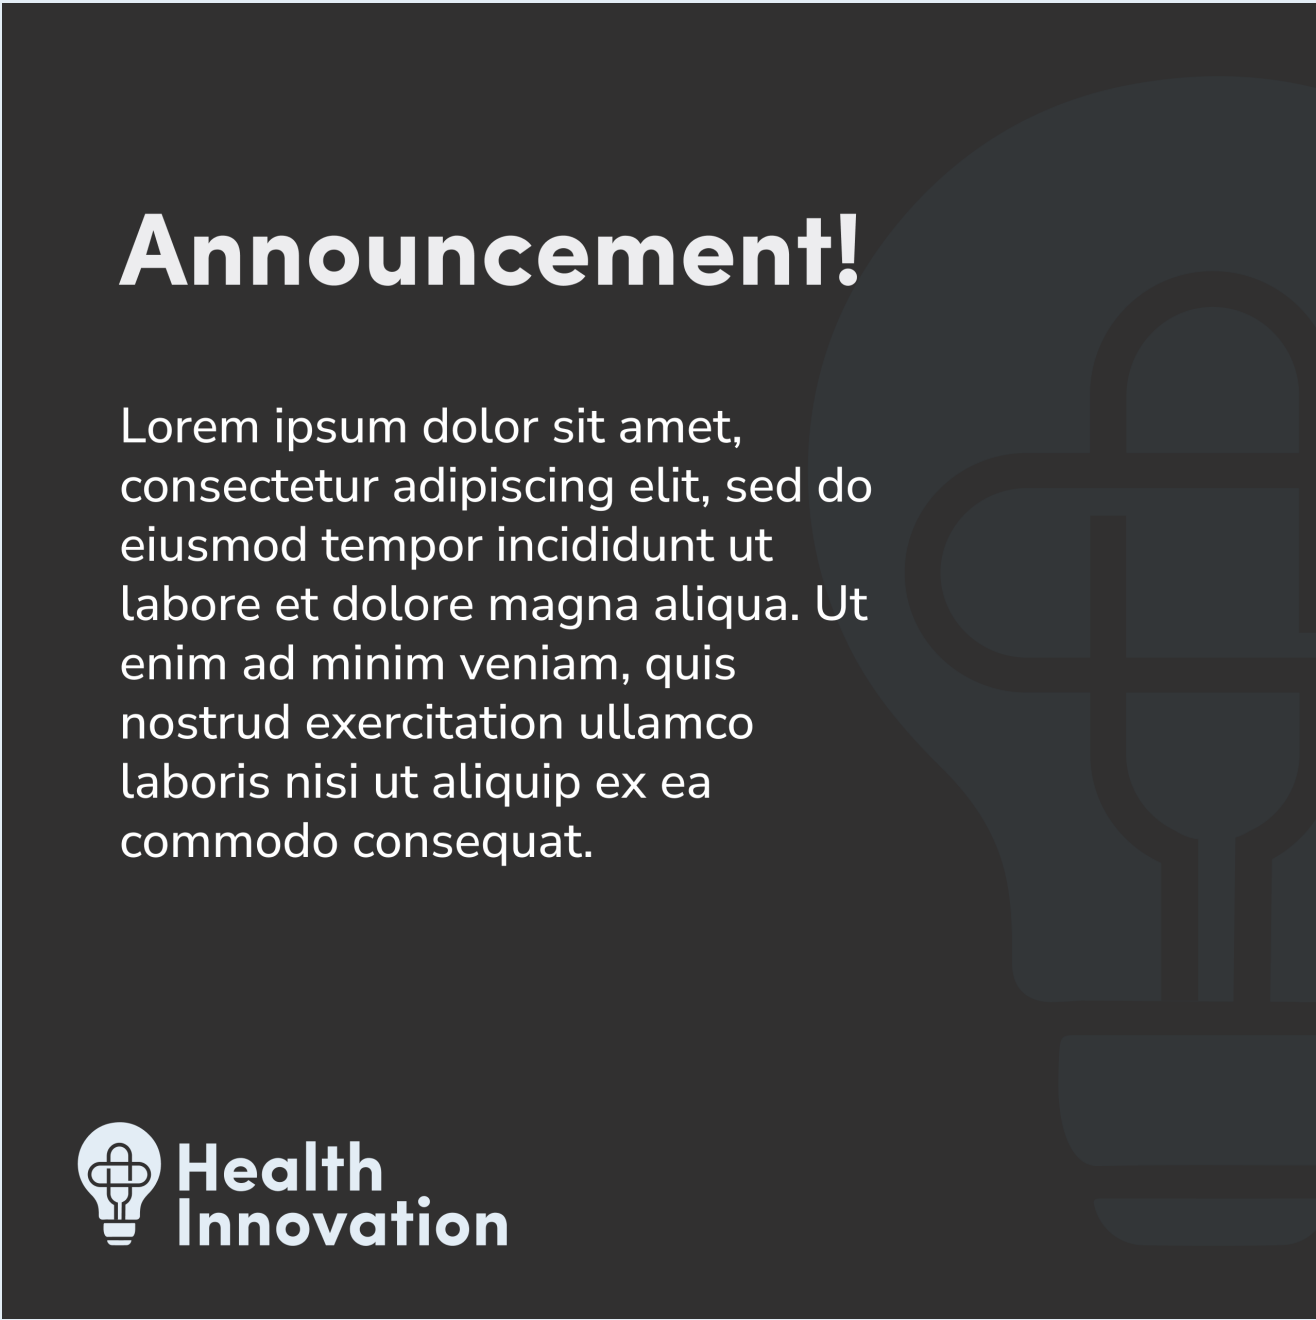 Announcement!
Lorem ipsum dolor sit amet,
consectetur adipiscing elit, sed do
eiusmod tempor incididunt ut
labore et dolore magna aliqua. Ut
enim ad minim veniam, quis
nostrud exercitation ullamco
laboris nisi ut aliquip ex ea
commodo consequat.
Health
Innovation